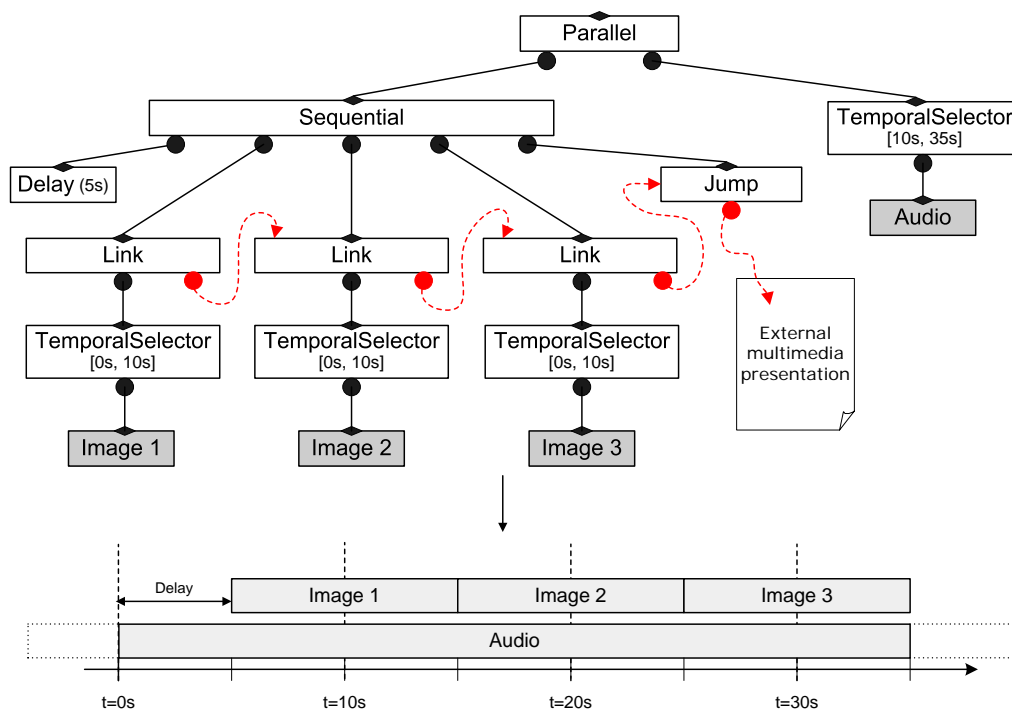 Parallel
Sequential
TemporalSelector
[10s, 35s]
Delay (5s)
Jump
Audio
Link
Link
Link
TemporalSelector
[0s, 10s]
TemporalSelector
[0s, 10s]
TemporalSelector
[0s, 10s]
External
multimedia
presentation
Image 1
Image 2
Image 3
Delay
Image 1
Image 2
Image 3
Audio
t=0s
t=10s
t=20s
t=30s